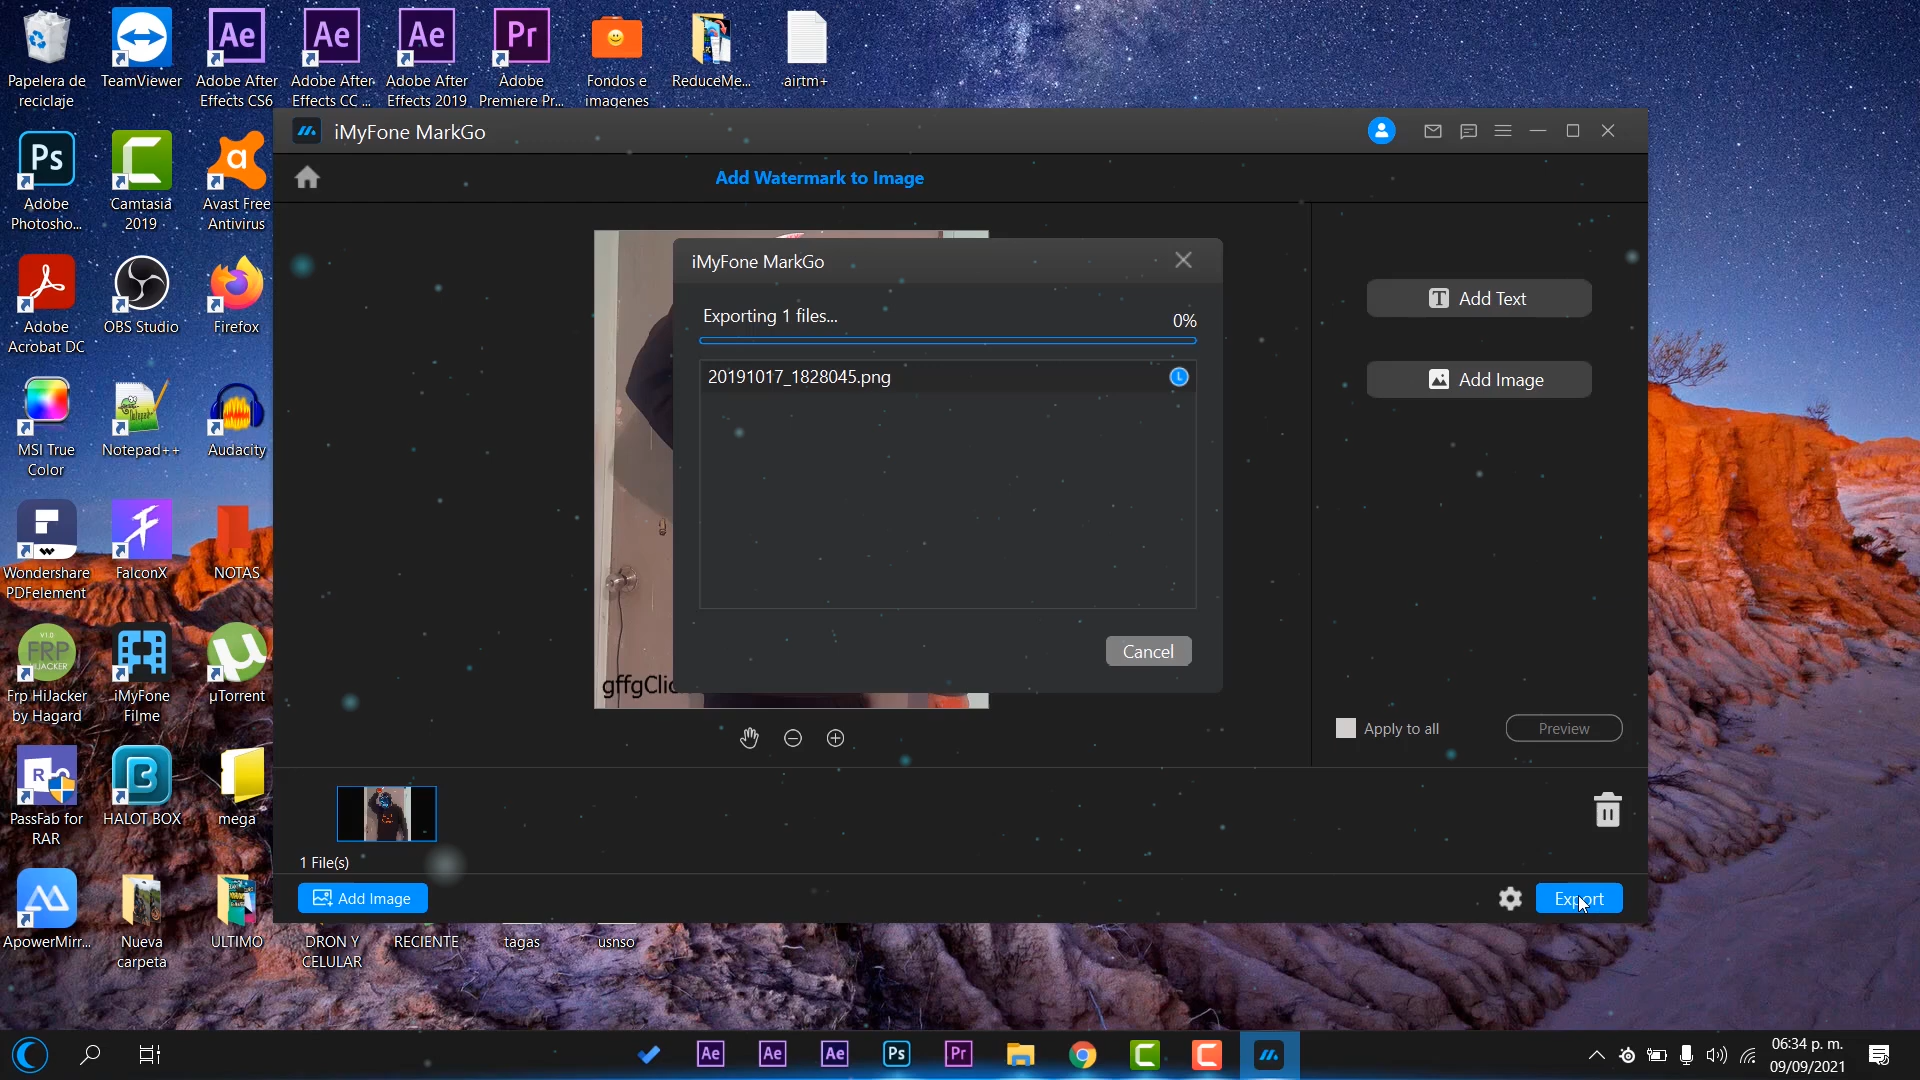 Papelera de
reciclaje
TeamViewer
Adobe After
Effects CS6
Adobe After
Effects CC ...
Adobe After
Effects 2019
Adobe
Premiere Pr...
Fondos e
imagenes
ReduceMe...
airtm+
iMyFone MarkGo
Add Watermark to Image
Adobe
Photosho...
Camtasia
2019
Avast Free
Antivirus
iMyFone MarkGo
Exporting 1 files...
0%
20191017_1828045.png
Cancel
Add Text
Add Image
Adobe
Acrobat DC
OBS Studio
Firefox
MSI True
Color
Notepad++
Audacity
Wondershare
PDFelement
FalconX
NOTAS
Frp HiJacker
by Hagard
iMyFone
Filme
µTorrent
gffgClic
Apply to all
Preview
PassFab for
RAR
HALOT BOX
mega
1 File(s)
Add Image
Export
ApowerMirr...
Nueva
carpeta
ULTIMO
DRON Y
CELULAR
RECIENTE
tagas
usnso
06:34 p. m.
09/09/2021